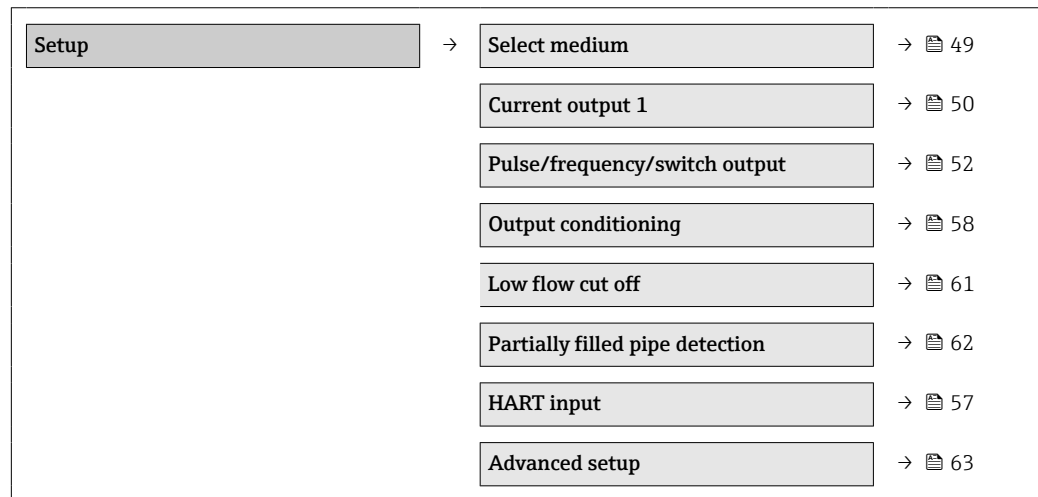 Setup → Select medium → 49
Current output 1 → 50
Pulse/frequency/switch output → 52
Output conditioning → 58
Low flow cut off → 61
Partially filled pipe detection → 62
HART input → 57
Advanced setup → 63